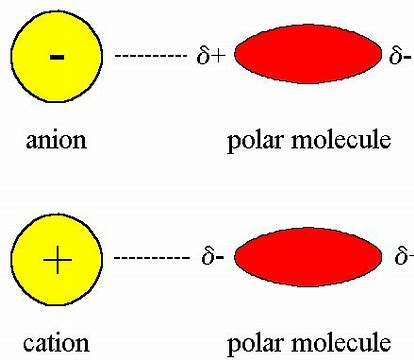 - δ+ δ-
anion polar molecule
+ δ- δ
cation polar molecule